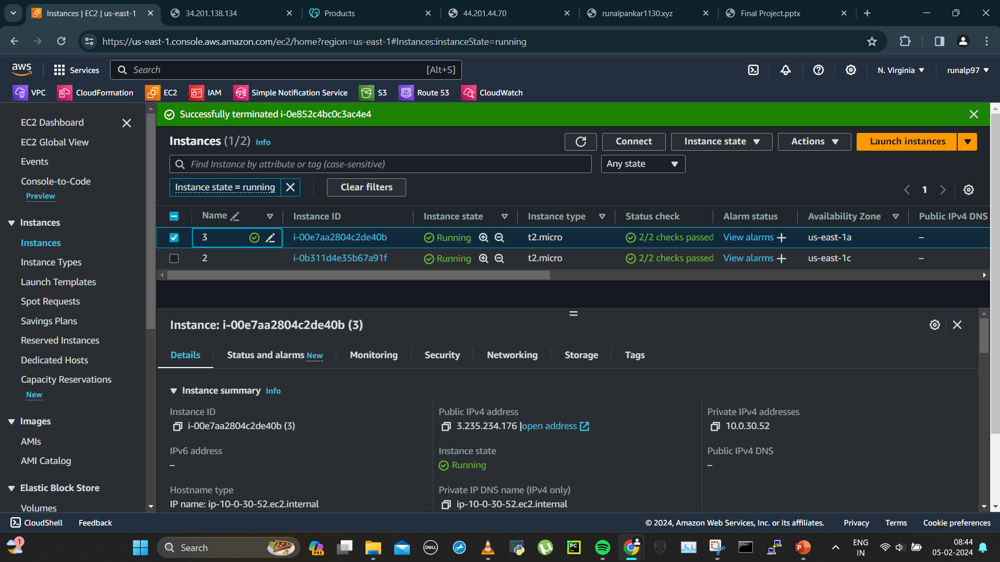 Instances | EC2 | us-east-1
34.201.138.134
Products
44.201.44.70
runalpankar1130.xyz
Final Project.pptx
https://us-east-1.console.aws.amazon.com/ec2/home?region=us-east-1#Instances:instanceState=running
aws
Services
Search
[Alt+S]
N. Virginia
runalp97
VPC
CloudFormation
EC2
IAM
Simple Notification Service
S3
Route 53
CloudWatch
EC2 Dashboard
EC2 Global View
Events
Console-to-Code
Preview
Instances
Instances
Instance Types
Launch Templates
Spot Requests
Savings Plans
Reserved Instances
Dedicated Hosts
Capacity Reservations
New
Images
AMIs
AMI Catalog
Elastic Block Store
Volumes
Successfully terminated i-0e852c4bc0c3ac4e4
Instances (1/2) Info
Connect
Instance state
Actions
Launch instances
Find Instance by attribute or tag (case-sensitive)
Any state
Instance state = running
Clear filters
1
Name Instance ID Instance state Instance type Status check Alarm status Availability Zone Public IPv4 DNS
3 i-00e7aa2804c2de40b Running t2.micro 2/2 checks passed View alarms + us-east-1a –
2 i-0b311d4e35b67a91f Running t2.micro 2/2 checks passed View alarms + us-east-1c –
Instance: i-00e7aa2804c2de40b (3)
Details
Status and alarms New
Monitoring
Security
Networking
Storage
Tags
Instance summary Info
Instance ID
i-00e7aa2804c2de40b (3)
Public IPv4 address
3.235.234.176 |open address
Private IPv4 addresses
10.0.30.52
IPv6 address
–
Instance state
Running
Public IPv4 DNS
–
Hostname type
IP name: ip-10-0-30-52.ec2.internal
Private IP DNS name (IPv4 only)
ip-10-0-30-52.ec2.internal
CloudShell
Feedback
© 2024, Amazon Web Services, Inc. or its affiliates.
Privacy
Terms
Cookie preferences
1
Search
PRE
DELL
PC
P
ENG
IN
08:44
05-02-2024